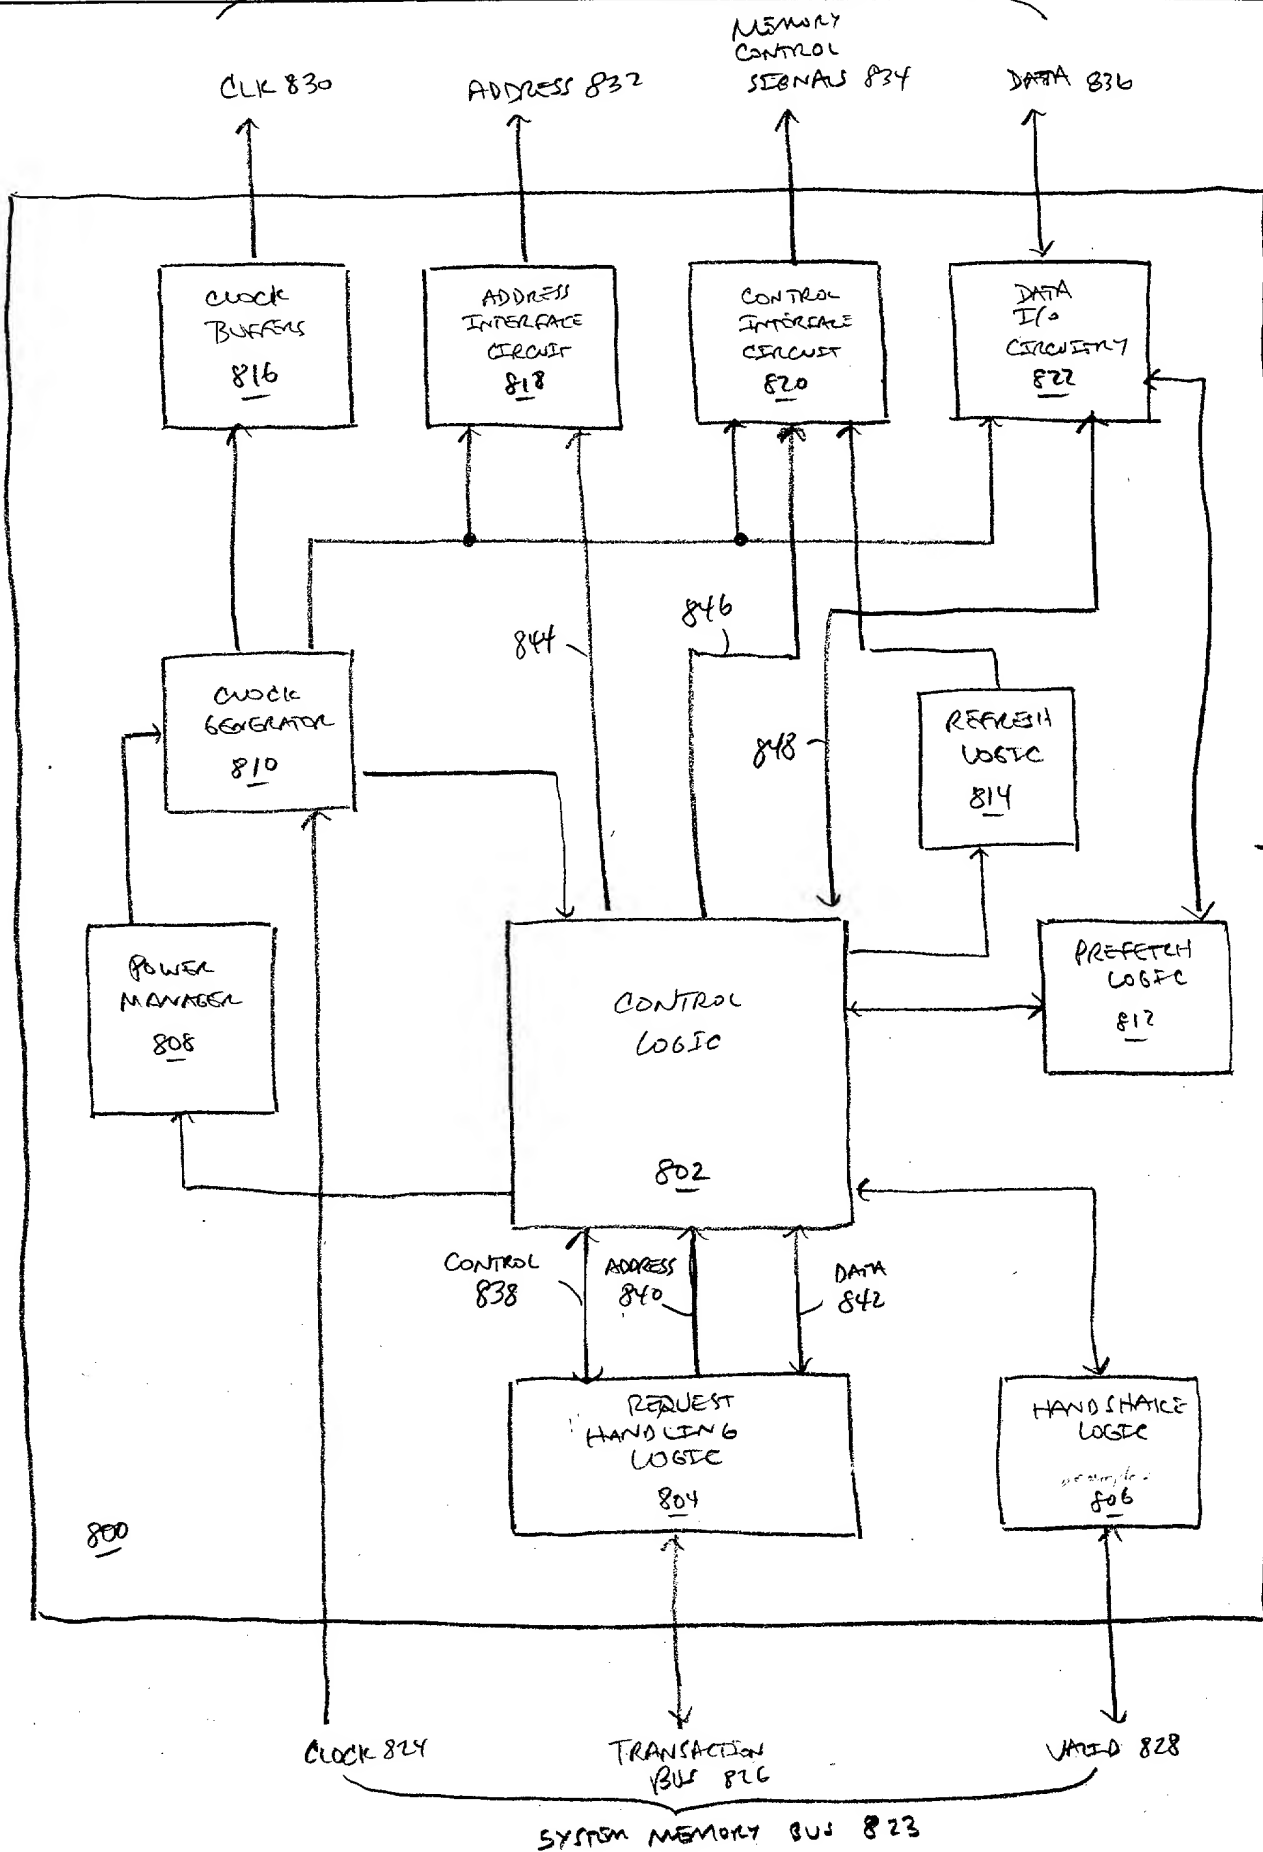 CLK 830
ADDRESS 832
MEMORY
CONTROL
SIGNALS 834
DATA 836
CLOCK
BUFFERS
816
ADDRESS
INTERFACE
CIRCUIT
818
CONTROL
INTERFACE
CIRCUIT
820
DATA
I/O
CIRCUITRY
822
844
846
848
CLOCK
GENERATOR
810
REFRESH
LOGIC
814
POWER
MANAGER
808
CONTROL
LOGIC
802
PREFETCH
LOGIC
812
CONTROL
838
ADDRESS
840
DATA
842
REQUEST
HANDLING
LOGIC
804
HANDSHAKE
LOGIC
806
800
CLOCK 824
TRANSACTION
BUS 826
VALID 828
SYSTEM MEMORY BUS 823